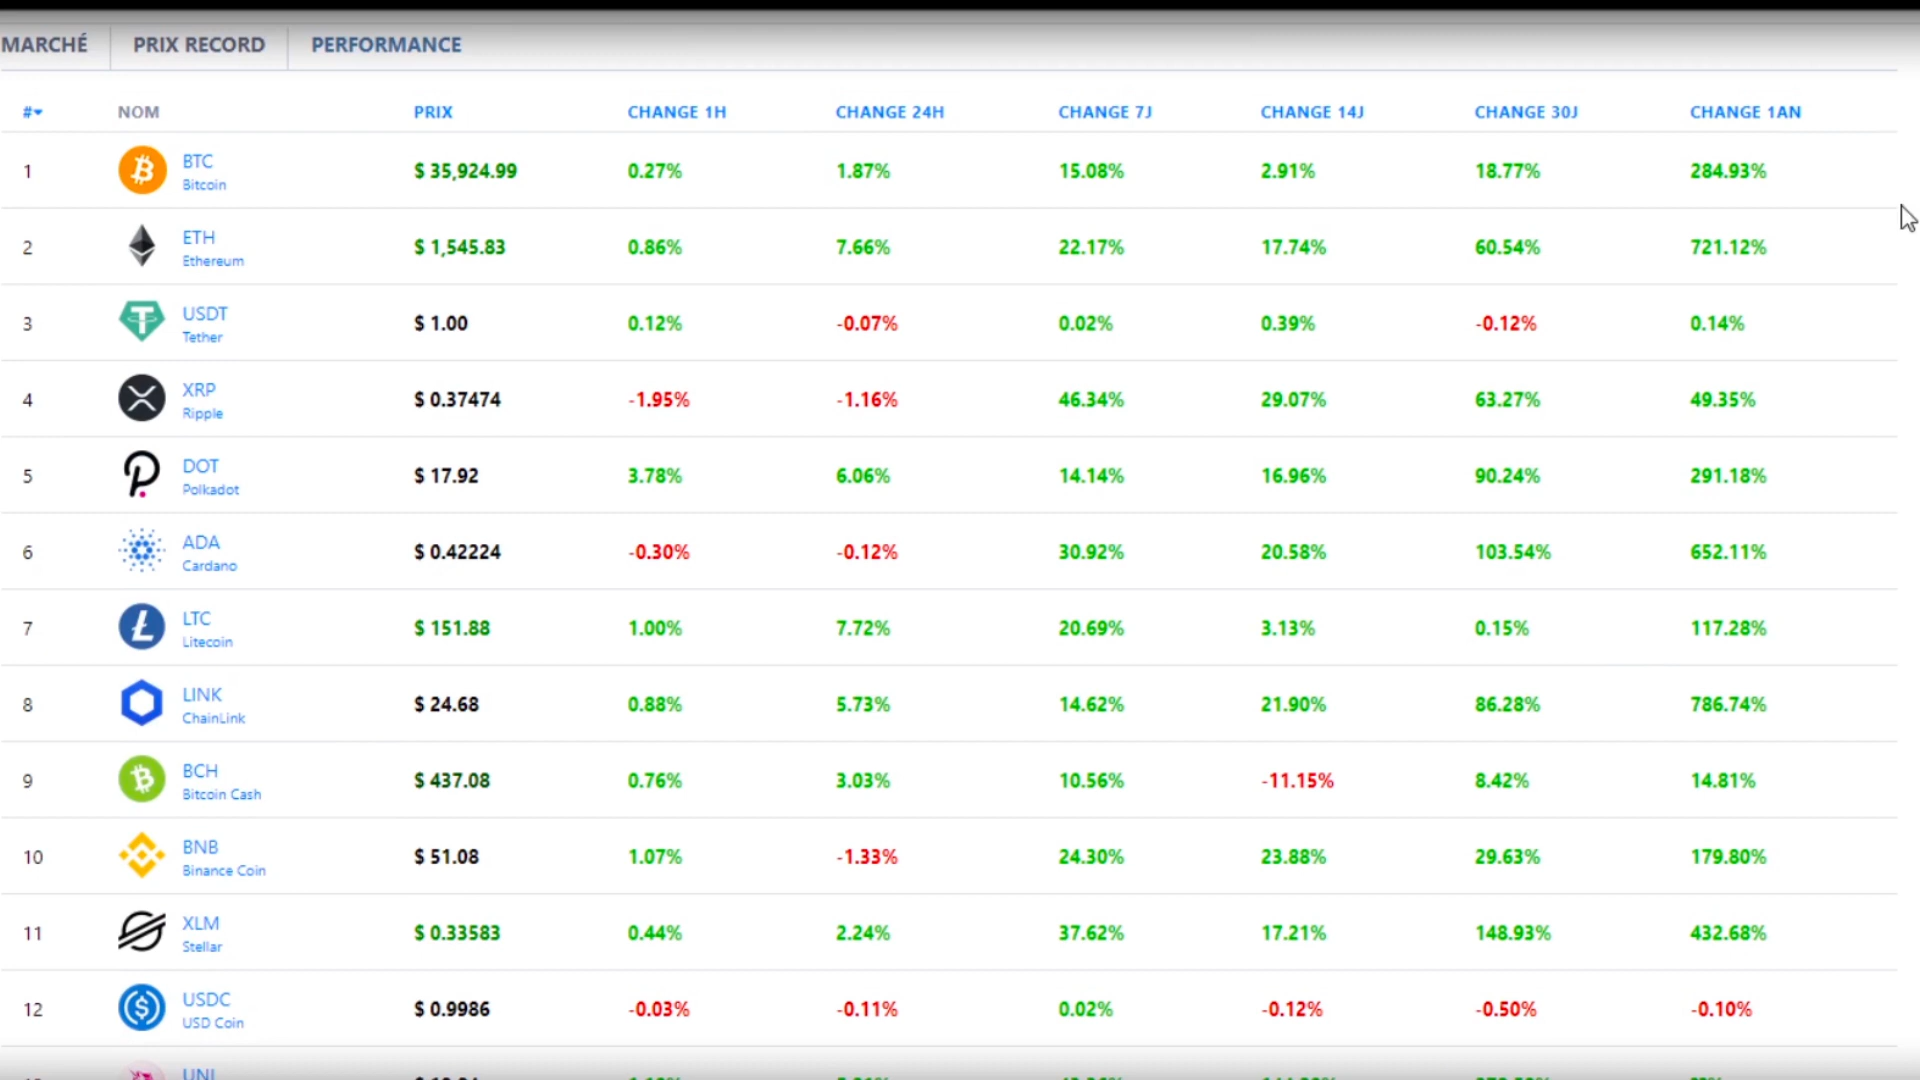 MARCHÉ PRIX RECORD PERFORMANCE
# NOM PRIX CHANGE 1H CHANGE 24H CHANGE 7J CHANGE 14J CHANGE 30J CHANGE 1AN
1 BTC $ 35,924.99 0.27% 1.87% 15.08% 2.91% 18.77% 284.93%
Bitcoin
2 ETH $ 1,545.83 0.86% 7.66% 22.17% 17.74% 60.54% 721.12%
Ethereum
3 USDT $ 1.00 0.12% -0.07% 0.02% 0.39% -0.12% 0.14%
Tether
4 XRP $ 0.37474 -1.95% -1.16% 46.34% 29.07% 63.27% 49.35%
Ripple
5 DOT $ 17.92 3.78% 6.06% 14.14% 16.96% 90.24% 291.18%
Polkadot
6 ADA $ 0.42224 -0.30% -0.12% 30.92% 20.58% 103.54% 652.11%
Cardano
7 LTC $ 151.88 1.00% 7.72% 20.69% 3.13% 0.15% 117.28%
Litecoin
8 LINK $ 24.68 0.88% 5.73% 14.62% 21.90% 86.28% 786.74%
ChainLink
9 BCH $ 437.08 0.76% 3.03% 10.56% -11.15% 8.42% 14.81%
Bitcoin Cash
10 BNB $ 51.08 1.07% -1.33% 24.30% 23.88% 29.63% 179.80%
Binance Coin
11 XLM $ 0.33583 0.44% 2.24% 37.62% 17.21% 148.93% 432.68%
Stellar
12 USDC $ 0.9986 -0.03% -0.11% 0.02% -0.12% -0.50% -0.10%
USD Coin
UNI